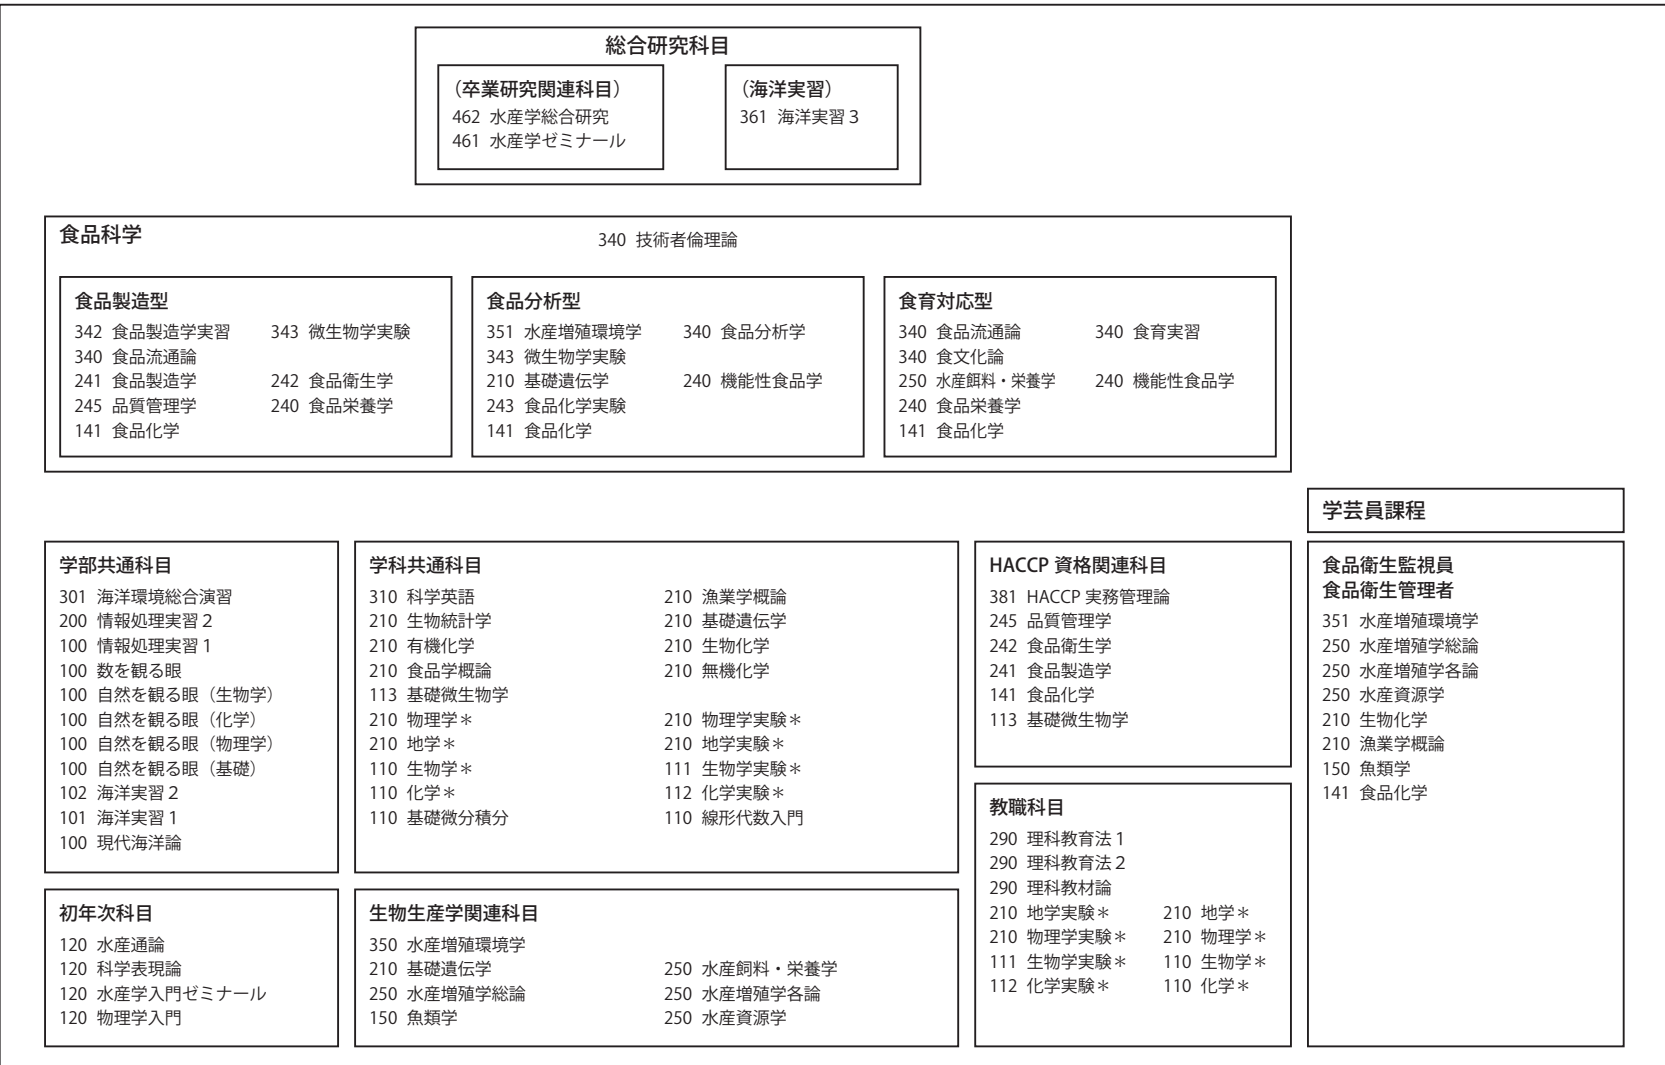 総合研究科目
（卒業研究関連科目）
462 水産学総合研究
461 水産学ゼミナール
（海洋実習）
361 海洋実習３
食品科学
340 技術者倫理論
食品製造型
342 食品製造学実習 343 微生物学実験
340 食品流通論
241 食品製造学 242 食品衛生学
245 品質管理学 240 食品栄養学
141 食品化学
食品分析型
351 水産増殖環境学 340 食品分析学
343 微生物学実験
210 基礎遺伝学 240 機能性食品学
243 食品化学実験
141 食品化学
食育対応型
340 食品流通論 340 食育実習
340 食文化論
250 水産餌料・栄養学 240 機能性食品学
240 食品栄養学
141 食品化学
学芸員課程
学部共通科目
301 海洋環境総合演習
200 情報処理実習２
100 情報処理実習１
100 数を観る眼
100 自然を観る眼（生物学）
100 自然を観る眼（化学）
100 自然を観る眼（物理学）
100 自然を観る眼（基礎）
102 海洋実習２
101 海洋実習１
100 現代海洋論
学科共通科目
310 科学英語 210 漁業学概論
210 生物統計学 210 基礎遺伝学
210 有機化学 210 生物化学
210 食品学概論 210 無機化学
113 基礎微生物学
210 物理学＊ 210 物理学実験＊
210 地学＊ 210 地学実験＊
110 生物学＊ 111 生物学実験＊
110 化学＊ 112 化学実験＊
110 基礎微分積分 110 線形代数入門
HACCP 資格関連科目
381 HACCP 実務管理論
245 品質管理学
242 食品衛生学
241 食品製造学
141 食品化学
113 基礎微生物学
食品衛生監視員
食品衛生管理者
351 水産増殖環境学
250 水産増殖学総論
250 水産増殖学各論
250 水産資源学
210 生物化学
210 漁業学概論
150 魚類学
141 食品化学
教職科目
290 理科教育法１
290 理科教育法２
290 理科教材論
210 地学実験＊ 210 地学＊
210 物理学実験＊ 210 物理学＊
111 生物学実験＊ 110 生物学＊
112 化学実験＊ 110 化学＊
初年次科目
120 水産通論
120 科学表現論
120 水産学入門ゼミナール
120 物理学入門
生物生産学関連科目
350 水産増殖環境学
210 基礎遺伝学 250 水産飼料・栄養学
250 水産増殖学総論 250 水産増殖学各論
150 魚類学 250 水産資源学